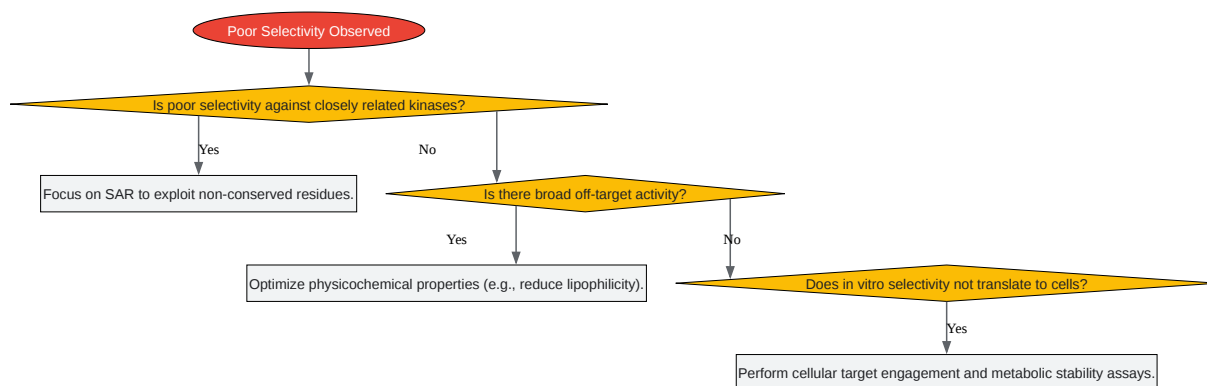 Poor Selectivity Observed
Is poor selectivity against closely related kinases?
Yes
No
Focus on SAR to exploit non-conserved residues.
Is there broad off-target activity?
Yes
No
Optimize physicochemical properties (e.g., reduce lipophilicity).
Does in vitro selectivity not translate to cells?
Yes
Perform cellular target engagement and metabolic stability assays.